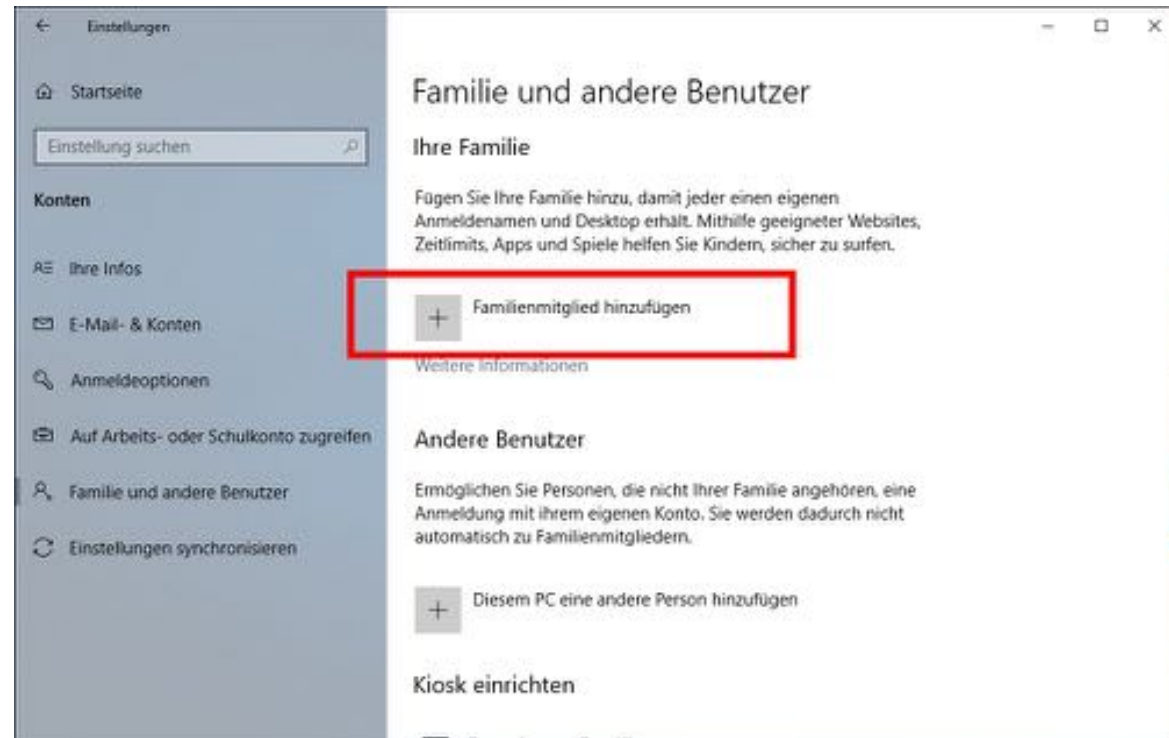 Einstellungen
Startseite
Einstellung suchen
Konten
Ihre Infos
E-Mail- & Konten
Anmeldeoptionen
Auf Arbeits- oder Schulkonto zugreifen
Familie und andere Benutzer
Einstellungen synchronisieren
Familie und andere Benutzer
Ihre Familie
Fügen Sie Ihre Familie hinzu, damit jeder einen eigenen
Anmeldenamen und Desktop erhält. Mithilfe geeigneter Websites,
Zeitlimits, Apps und Spiele helfen Sie Kindern, sicher zu surfen.
Familienmitglied hinzufügen
Weitere Informationen
Andere Benutzer
Ermöglichen Sie Personen, die nicht Ihrer Familie angehören, eine
Anmeldung mit ihrem eigenen Konto. Sie werden dadurch nicht
automatisch zu Familienmitgliedern.
Diesem PC eine andere Person hinzufügen
Kiosk einrichten